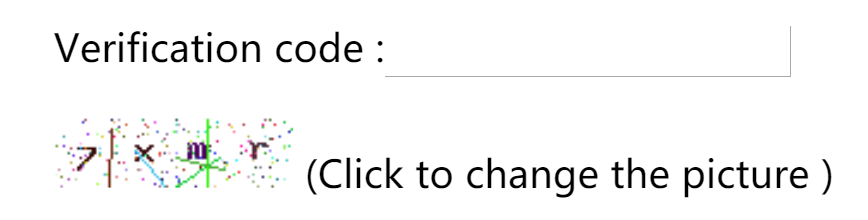 Verification code :
(Click to change the picture )